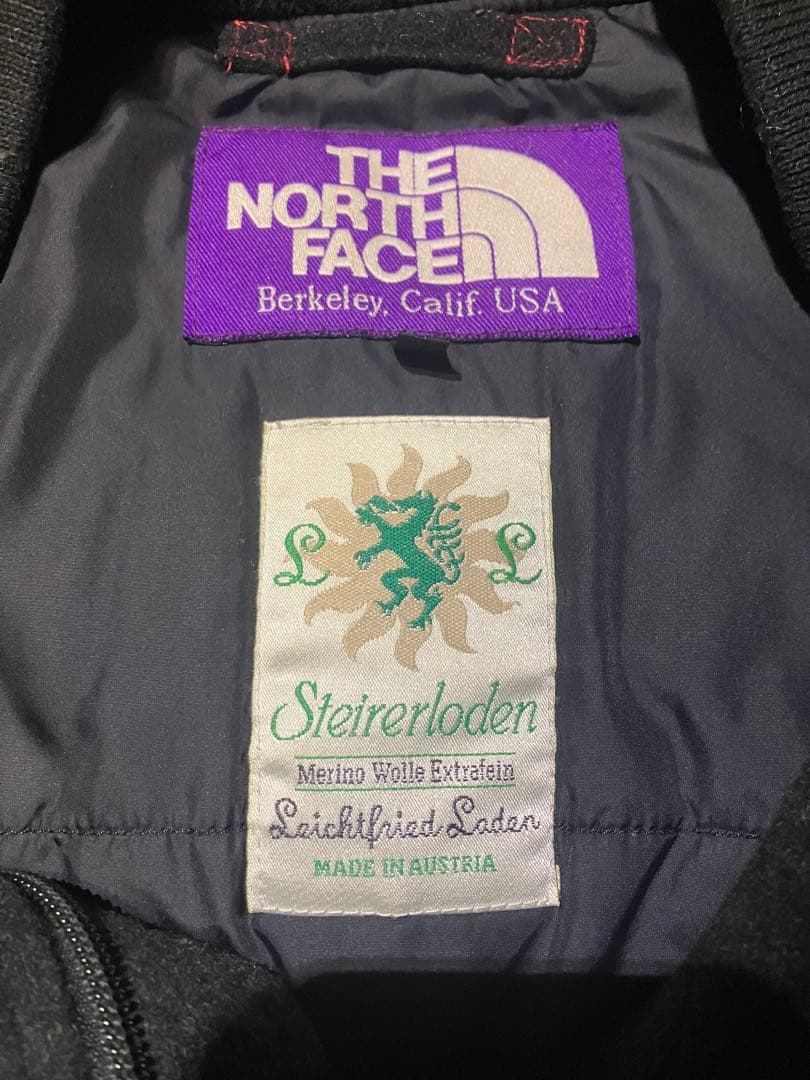 THE
NORTH
FACE
Berkeley, Calif. USA
L L
Steirerloden
Merino Wolle Extrafein
Leichtfried Loden
MADE IN AUSTRIA